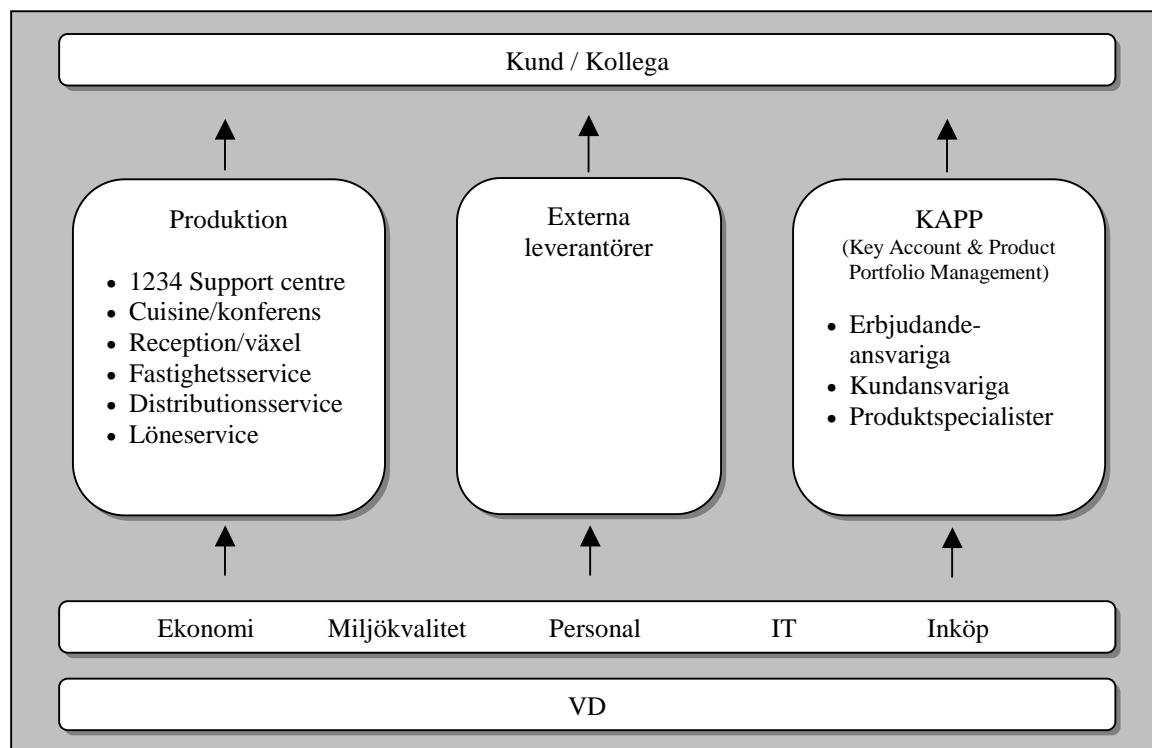 Kund / Kollega
Produktion
• 1234 Support centre
• Cuisine/konferens
• Reception/växel
• Fastighetsservice
• Distributionsservice
• Löneservice
Externa
leverantörer
KAPP
(Key Account & Product
Portfolio Management)
• Erbjudande-
ansvariga
• Kundansvariga
• Produktspecialister
Ekonomi Miljökvalitet Personal IT Inköp
VD